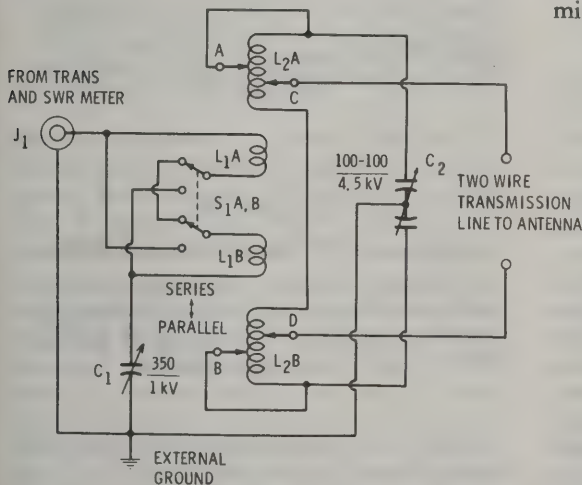 mi
A
L2A
C
FROM TRANS
AND SWR METER
J1
L1A
S1A, B
L1B
100-100
4.5 kV
C2
TWO WIRE
TRANSMISSION
LINE TO ANTENNA
SERIES
PARALLEL
D
L2B
B
C1
350
1 kV
EXTERNAL
GROUND